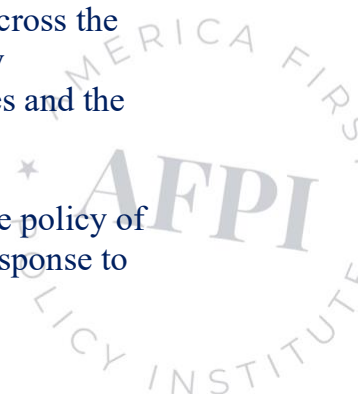 cross the
es and the
e policy of
sponse to
AMERICA FIRST
AFPI
POLICY INSTITUTE